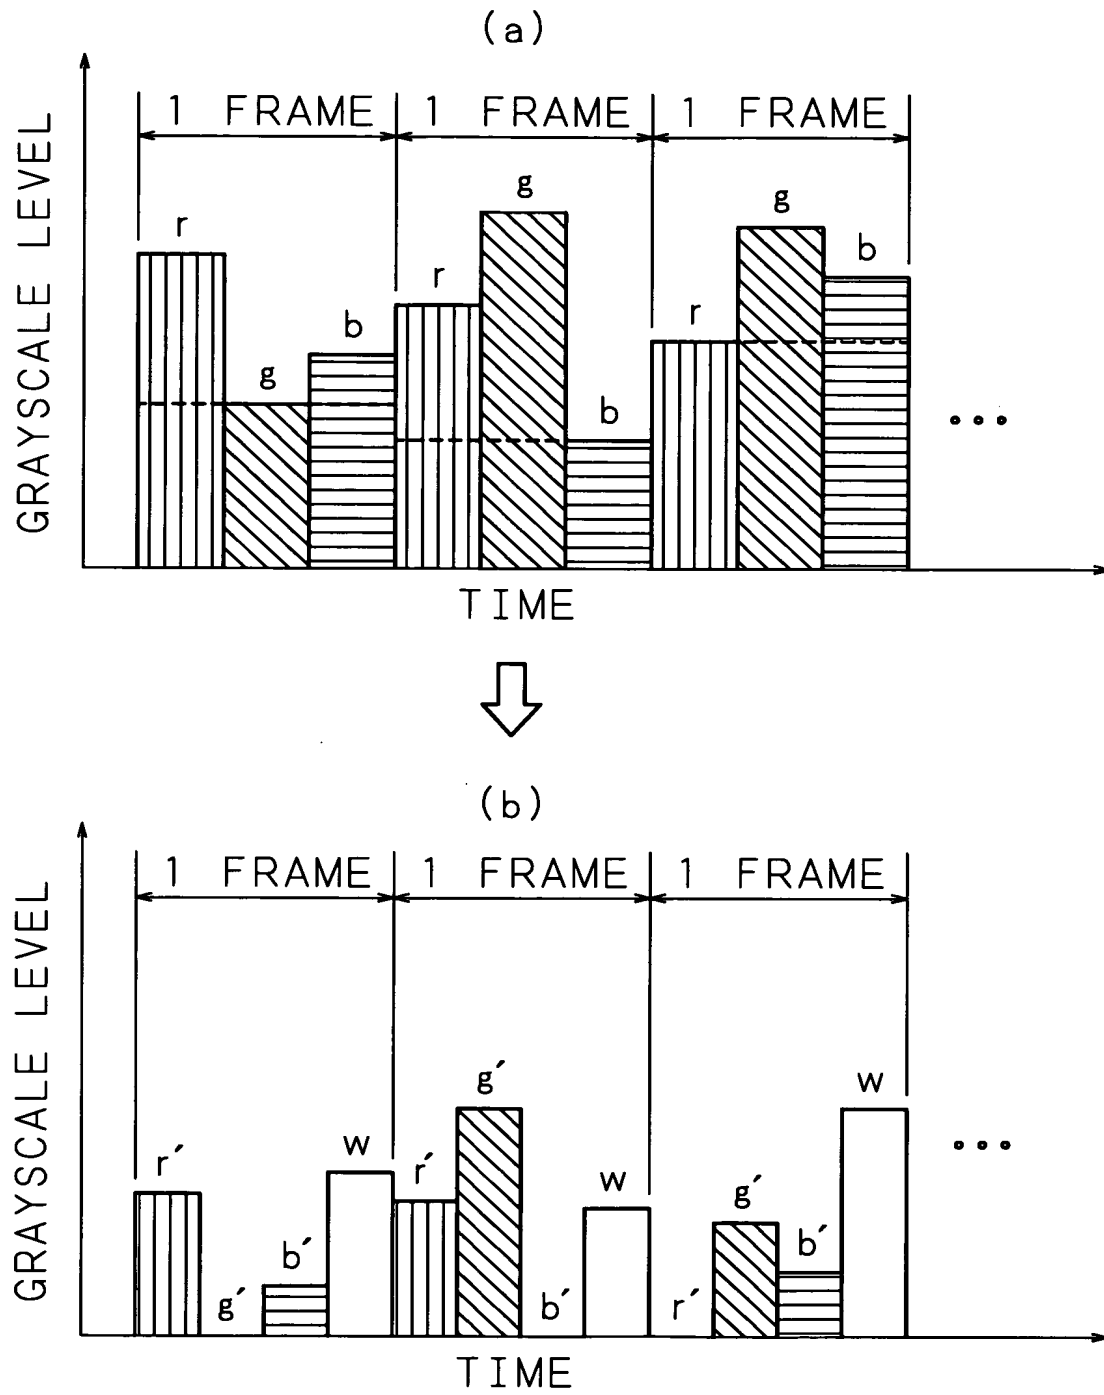 (a)
1 FRAME 1 FRAME 1 FRAME
GRAYSCALE LEVEL
r g b r g b r g b
...
TIME
(b)
1 FRAME 1 FRAME 1 FRAME
GRAYSCALE LEVEL
r′ g′ b′ w r′ g′ b′ w r′ g′ b′ w
...
TIME